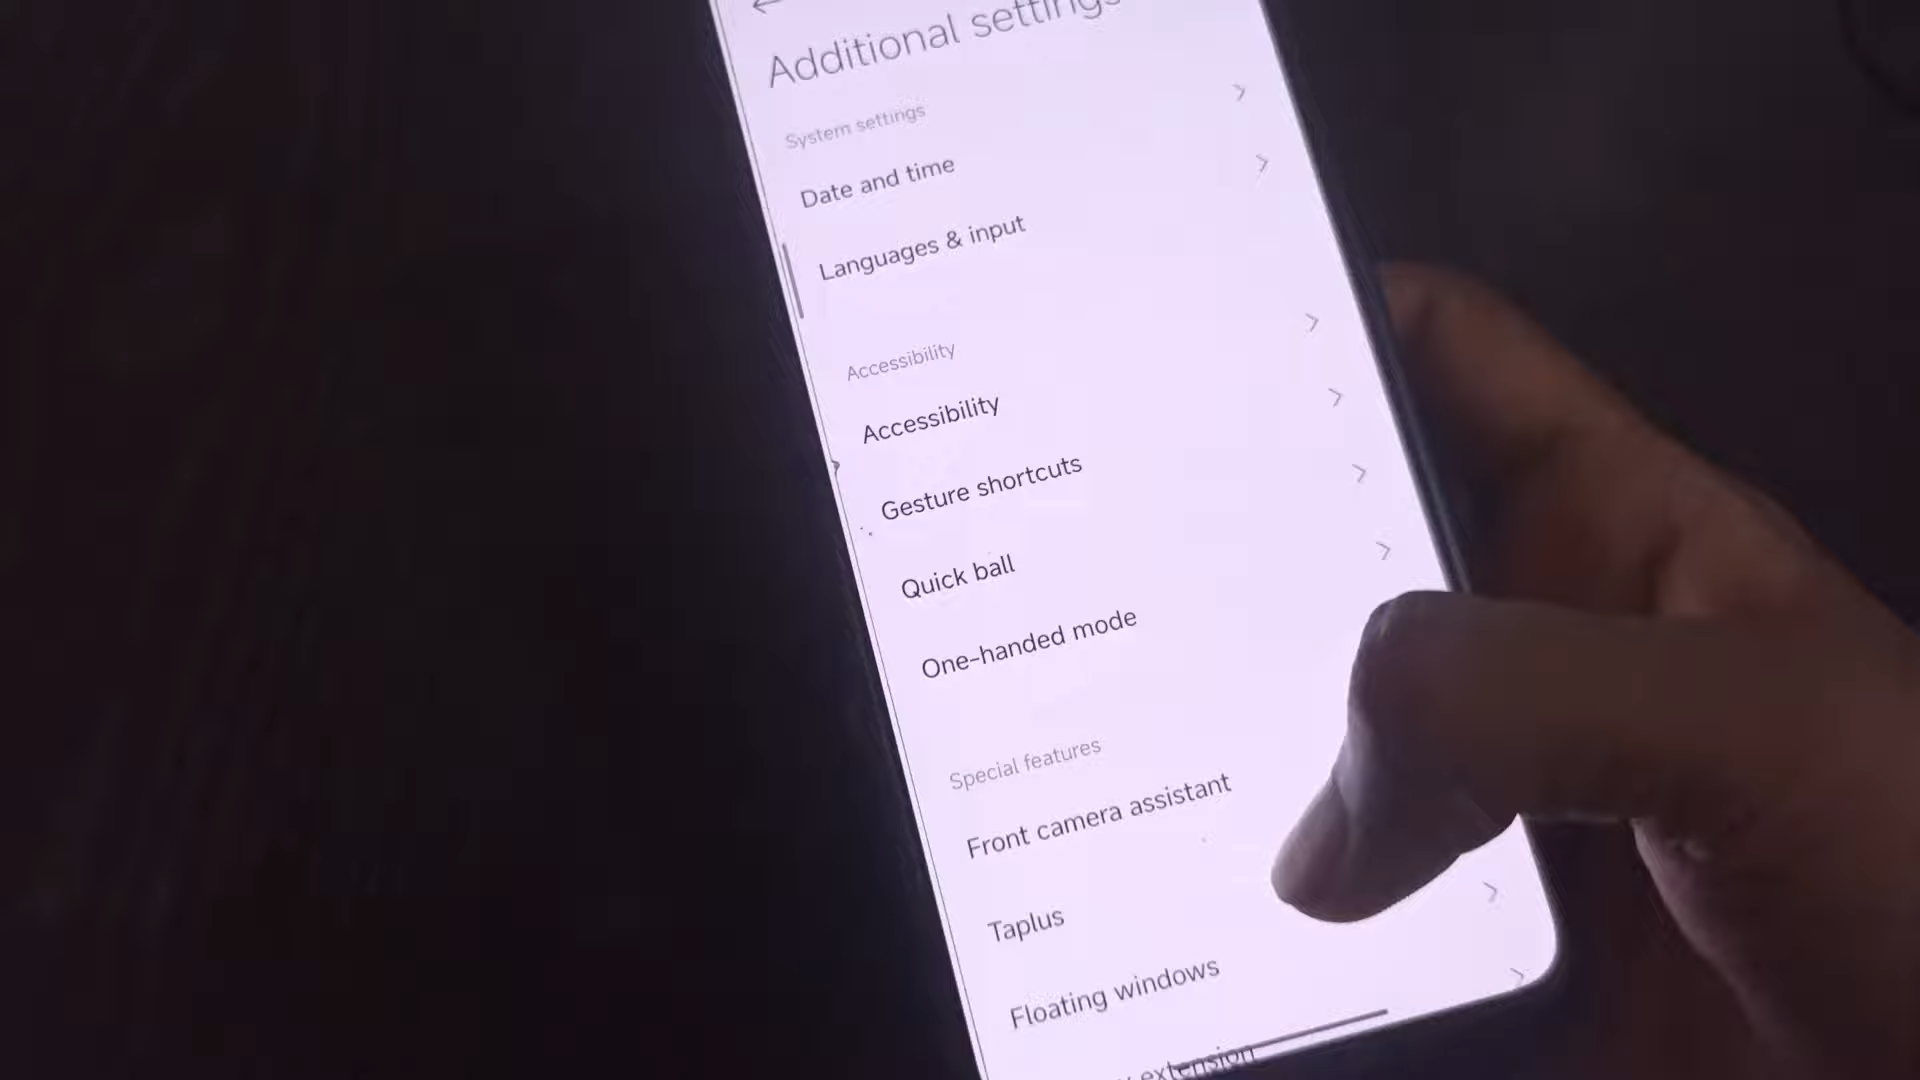 Additional settings
System settings
Date and time
Languages & input
Accessibility
Accessibility
Gesture shortcuts
Quick ball
One-handed mode
Special features
Front camera assistant
Taplus
Floating windows
extension